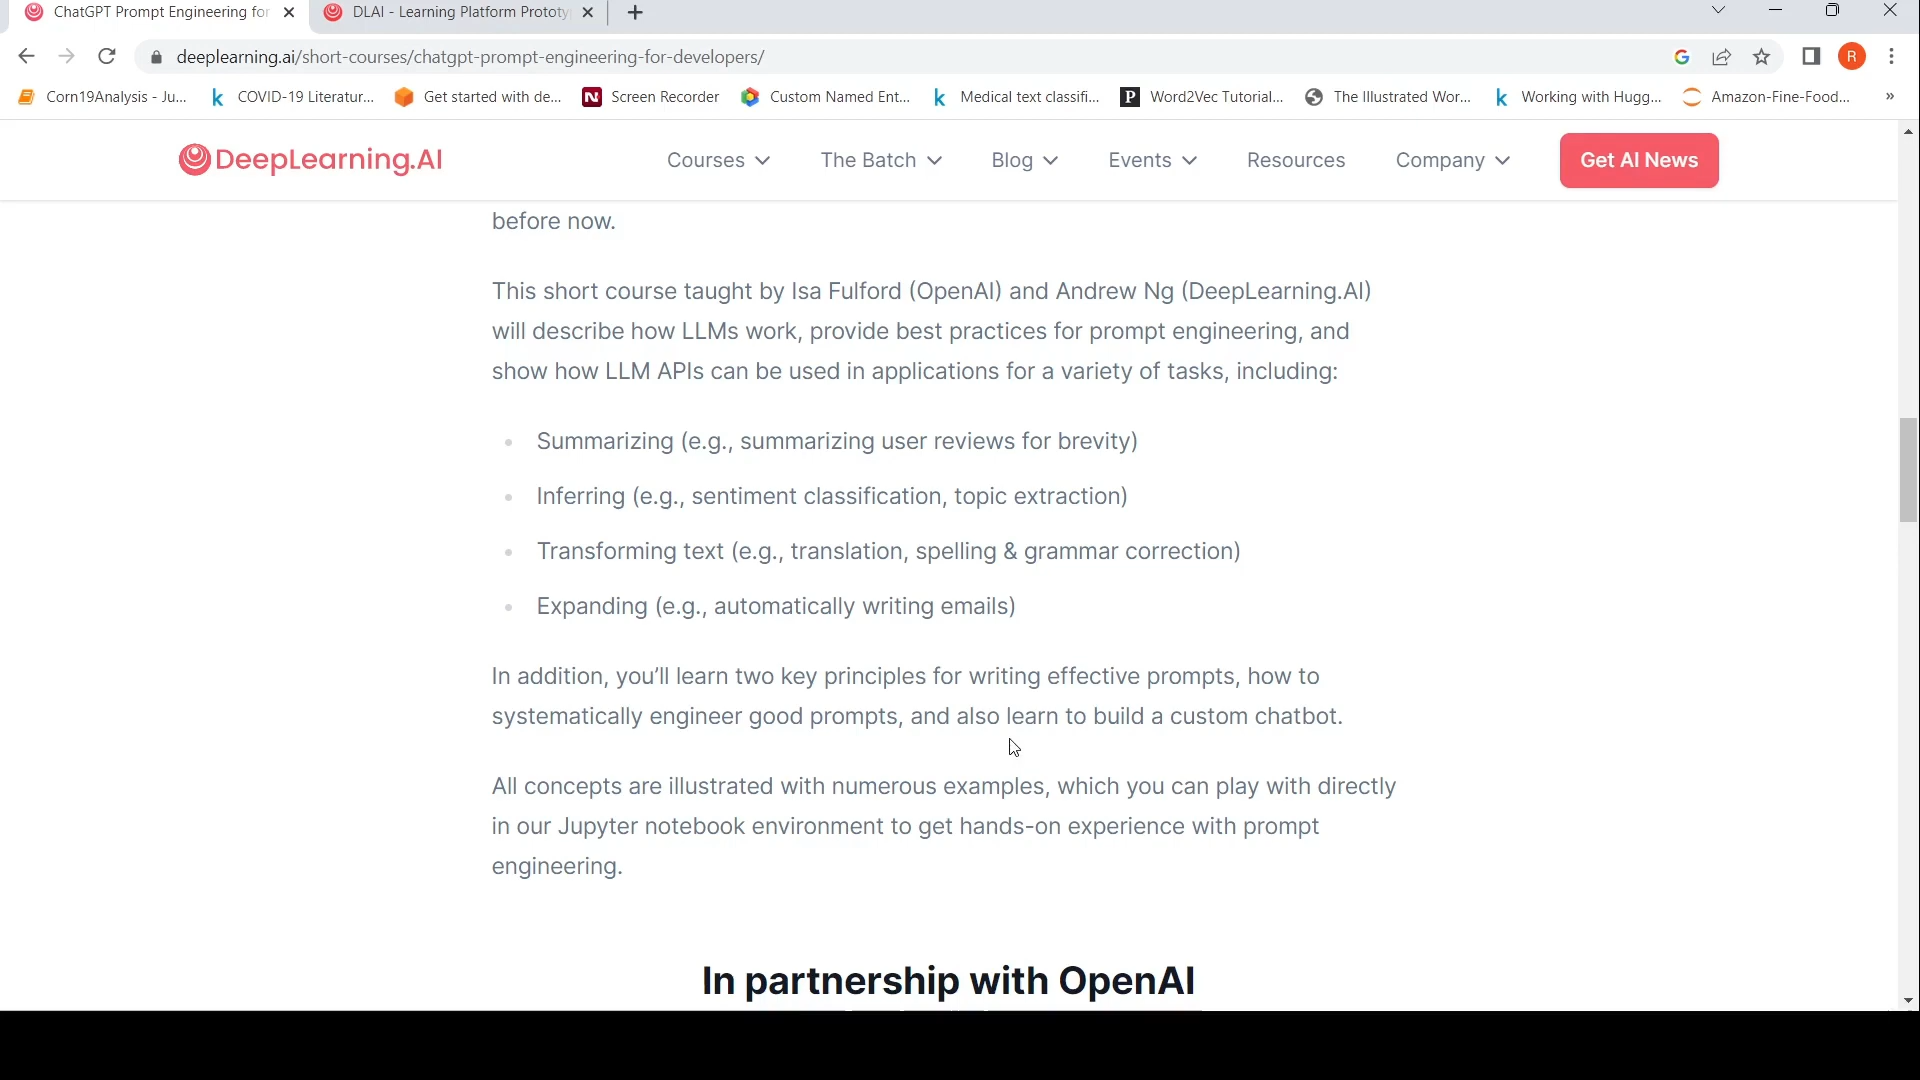 ChatGPT Prompt Engineering for
DLAI - Learning Platform Prototy
deeplearning.ai/short-courses/chatgpt-prompt-engineering-for-developers/
R
Corn19Analysis - Ju...
COVID-19 Literatur...
Get started with de...
Screen Recorder
Custom Named Ent...
Medical text classifi...
Word2Vec Tutorial...
The Illustrated Wor...
Working with Hugg...
Amazon-Fine-Food...
»
DeepLearning.AI
Courses
The Batch
Blog
Events
Resources
Company
Get AI News
before now.
This short course taught by Isa Fulford (OpenAI) and Andrew Ng (DeepLearning.AI)
will describe how LLMs work, provide best practices for prompt engineering, and
show how LLM APIs can be used in applications for a variety of tasks, including:
• Summarizing (e.g., summarizing user reviews for brevity)
• Inferring (e.g., sentiment classification, topic extraction)
• Transforming text (e.g., translation, spelling & grammar correction)
• Expanding (e.g., automatically writing emails)
In addition, you’ll learn two key principles for writing effective prompts, how to
systematically engineer good prompts, and also learn to build a custom chatbot.
All concepts are illustrated with numerous examples, which you can play with directly
in our Jupyter notebook environment to get hands-on experience with prompt
engineering.
In partnership with OpenAI